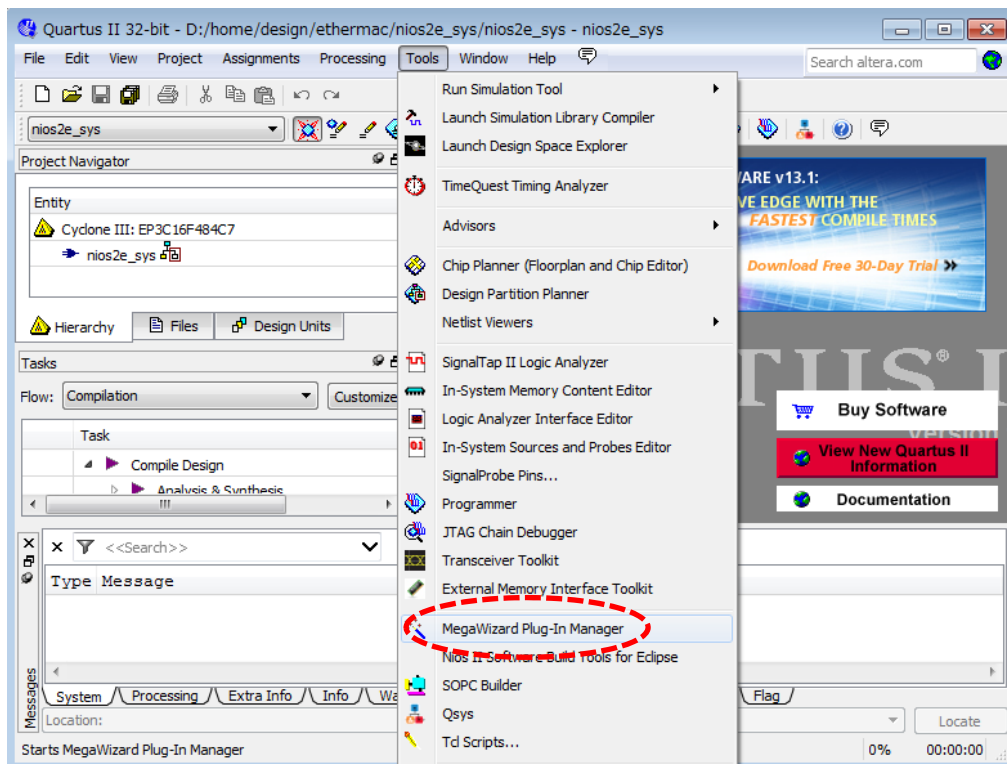 Quartus II 32-bit - D:/home/design/ethermac/nios2e_sys/nios2e_sys - nios2e_sys
File Edit View Project Assignments Processing Tools Window Help
Search altera.com
nios2e_sys
Project Navigator
Entity
Cyclone III: EP3C16F484C7
nios2e_sys
Hierarchy Files Design Units
Tasks
Flow: Compilation Customize
Task
Compile Design
Analysis & Synthesis
Run Simulation Tool
Launch Simulation Library Compiler
Launch Design Space Explorer
TimeQuest Timing Analyzer
Advisors
Chip Planner (Floorplan and Chip Editor)
Design Partition Planner
Netlist Viewers
SignalTap II Logic Analyzer
In-System Memory Content Editor
Logic Analyzer Interface Editor
In-System Sources and Probes Editor
SignalProbe Pins...
Programmer
JTAG Chain Debugger
Transceiver Toolkit
External Memory Interface Toolkit
MegaWizard Plug-In Manager
Nios II Software Build Tools for Eclipse
SOPC Builder
Qsys
Tcl Scripts...
ARE v13.1:
VE EDGE WITH THE
FASTEST COMPILE TIMES
Download Free 30-Day Trial >>
TUS® I
Version
Buy Software
View New Quartus II
Information
Documentation
<<Search>>
Type Message
Messages
System Processing Extra Info Info Wa Flag
Location: Locate
Starts MegaWizard Plug-In Manager 0% 00:00:00